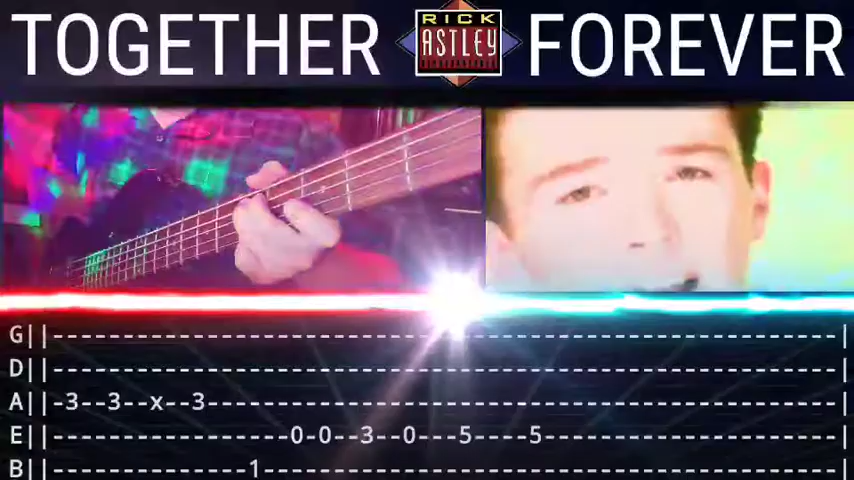 TOGETHER FOREVER
RICK
ASTLEY
G||--------------------------------------------------------|
D||--------------------------------------------------------|
A||-3--3--x--3---------------------------------------------|
E||-----------------0-0--3--0---5----5---------------------|
B||--------------1-----------------------------------------|